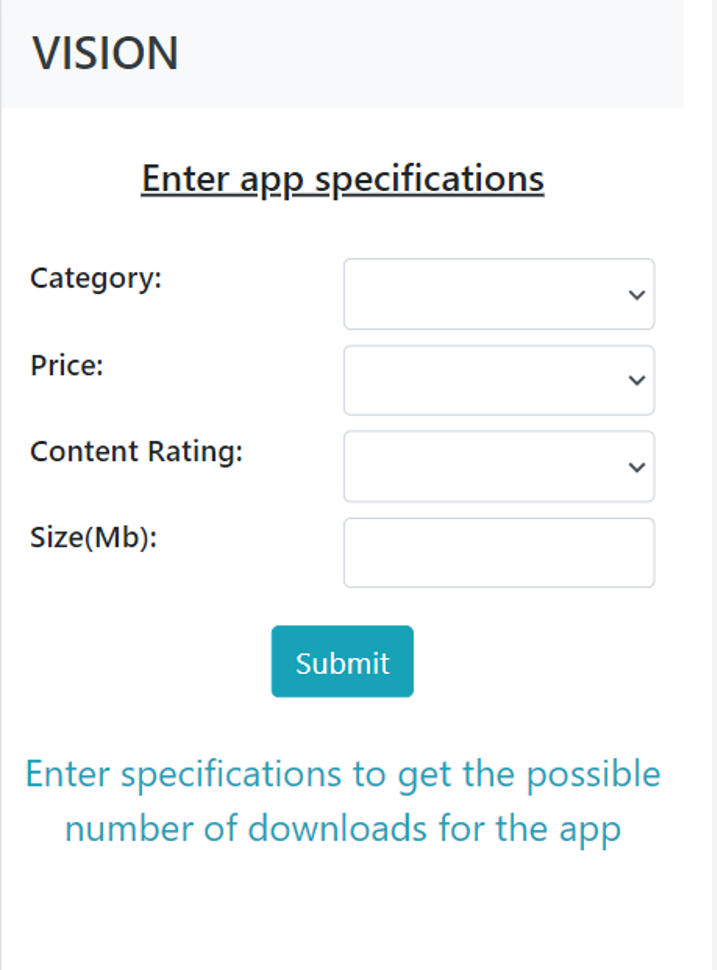 VISION
Enter app specifications
Category:
Price:
Content Rating:
Size(Mb):
Submit
Enter specifications to get the possible
number of downloads for the app